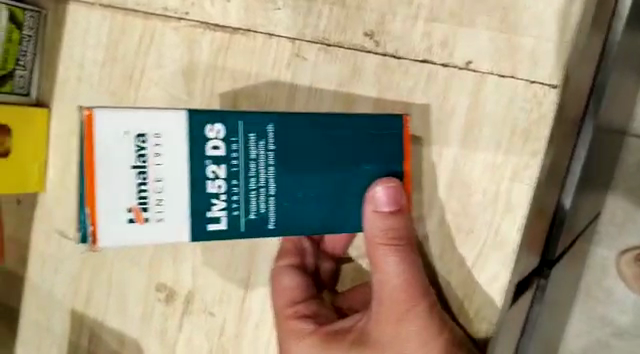 Himalaya
SINCE 1930
Liv.52® DS
SYRUP 100ml
Protects the liver against
various hepatotoxins.
Promotes appetite and growth.